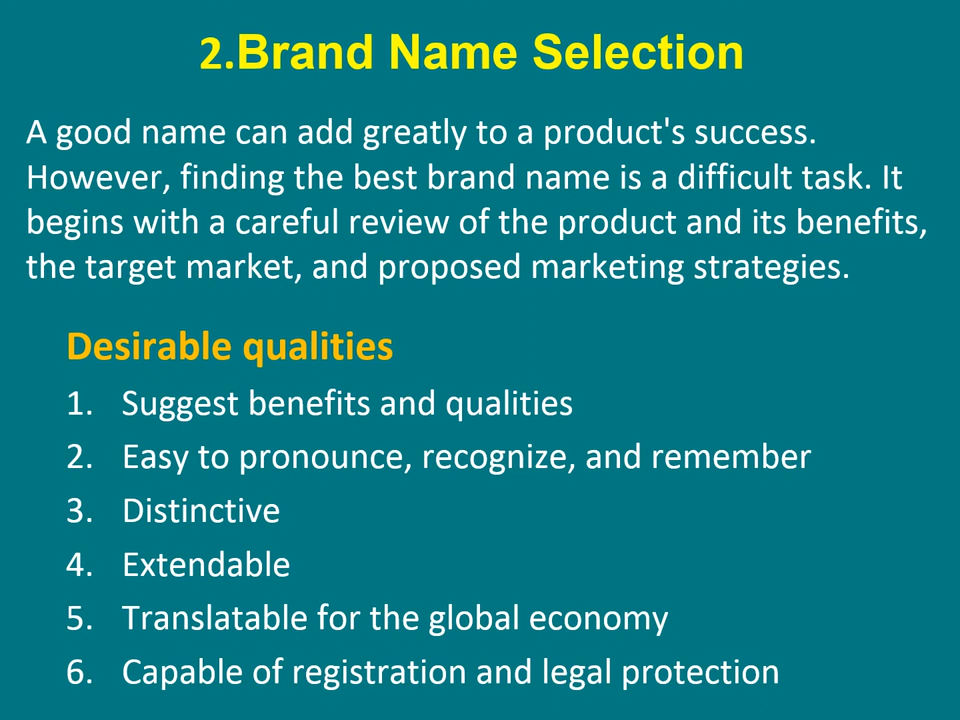 2.Brand Name Selection
A good name can add greatly to a product's success.
However, finding the best brand name is a difficult task. It
begins with a careful review of the product and its benefits,
the target market, and proposed marketing strategies.
Desirable qualities
1. Suggest benefits and qualities
2. Easy to pronounce, recognize, and remember
3. Distinctive
4. Extendable
5. Translatable for the global economy
6. Capable of registration and legal protection